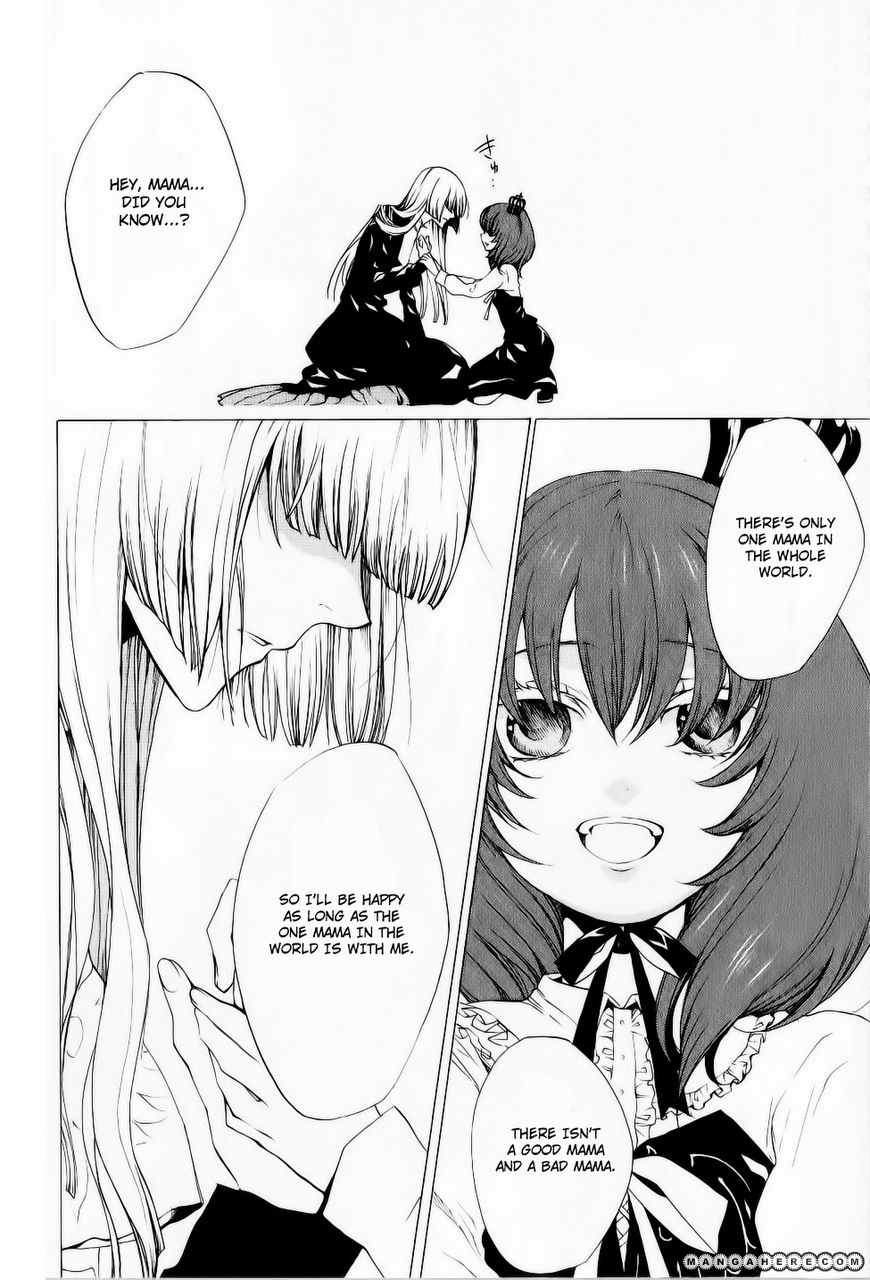 HEY, MAMA...
DID YOU
KNOW...?
きゅ…
THERE'S ONLY
ONE MAMA IN
THE WHOLE
WORLD.
THERE ISN'T
A GOOD MAMA
AND A BAD MAMA.
SO I'LL BE HAPPY
AS LONG AS THE
ONE MAMA IN THE
WORLD IS WITH ME.
MANGAHERE.COM